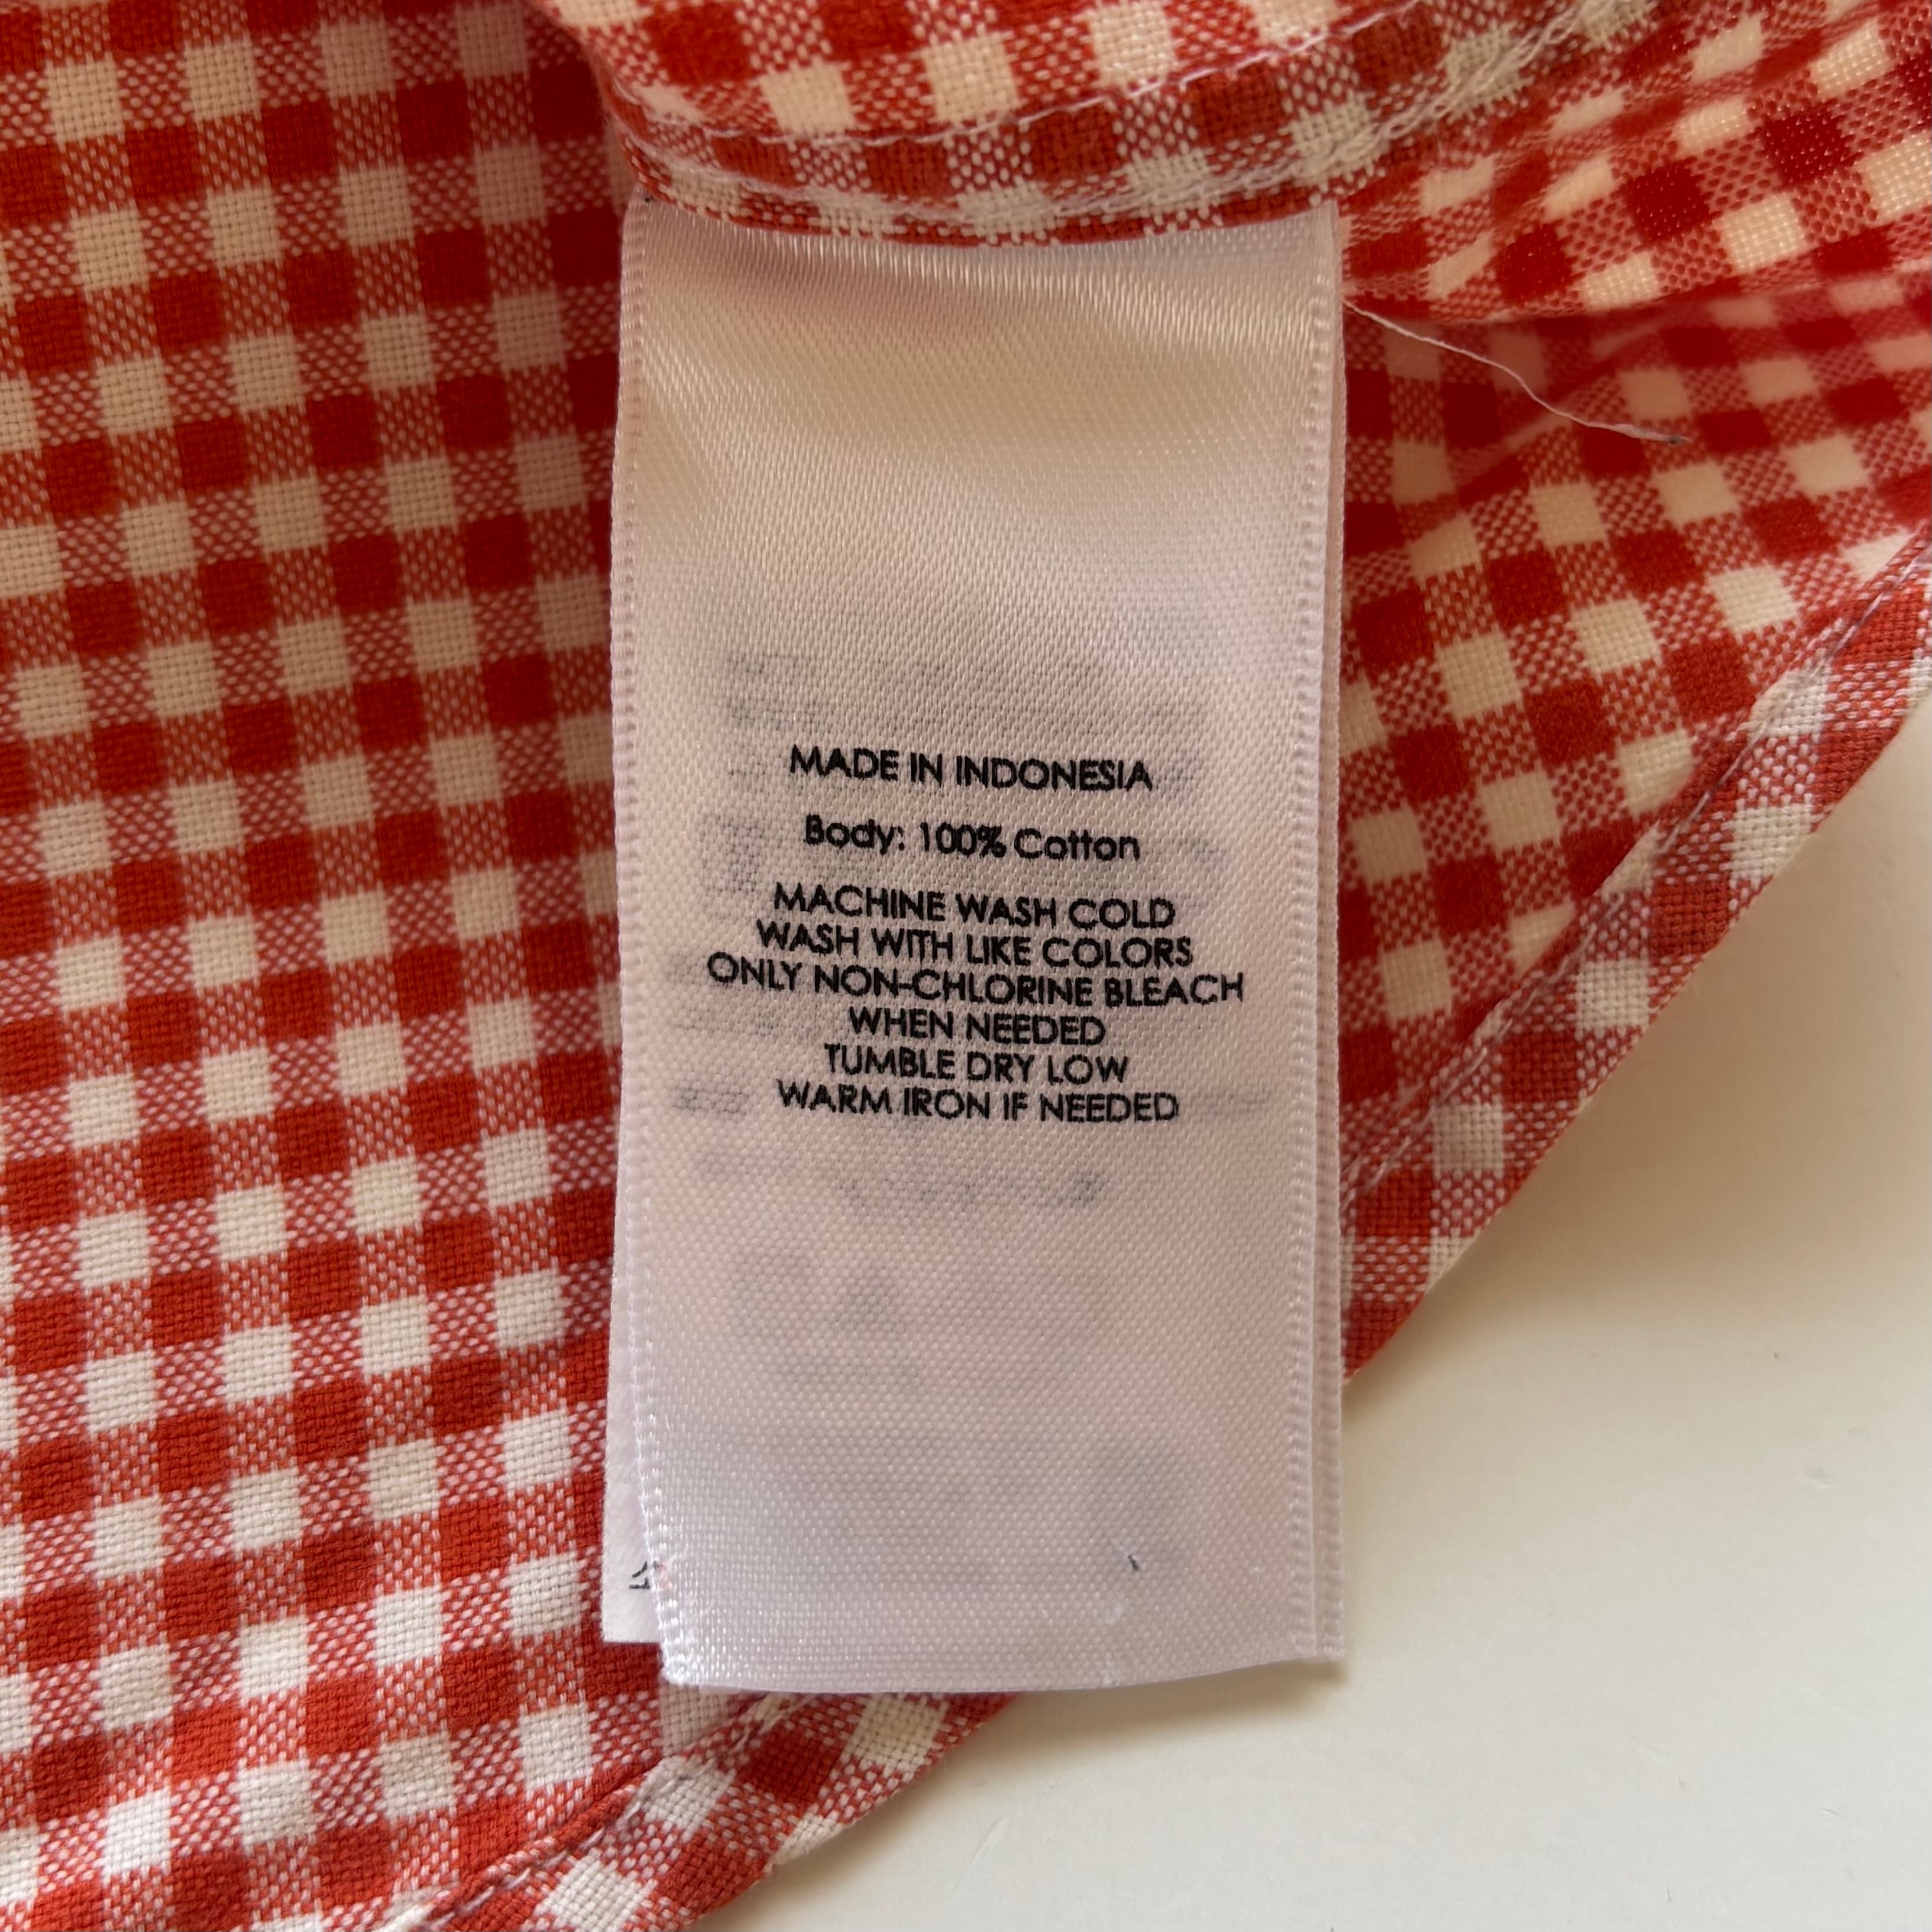 MADE IN INDONESIA
Body: 100% Cotton
MACHINE WASH COLD
WASH WITH LIKE COLORS
ONLY NON-CHLORINE BLEACH
WHEN NEEDED
TUMBLE DRY LOW
WARM IRON IF NEEDED